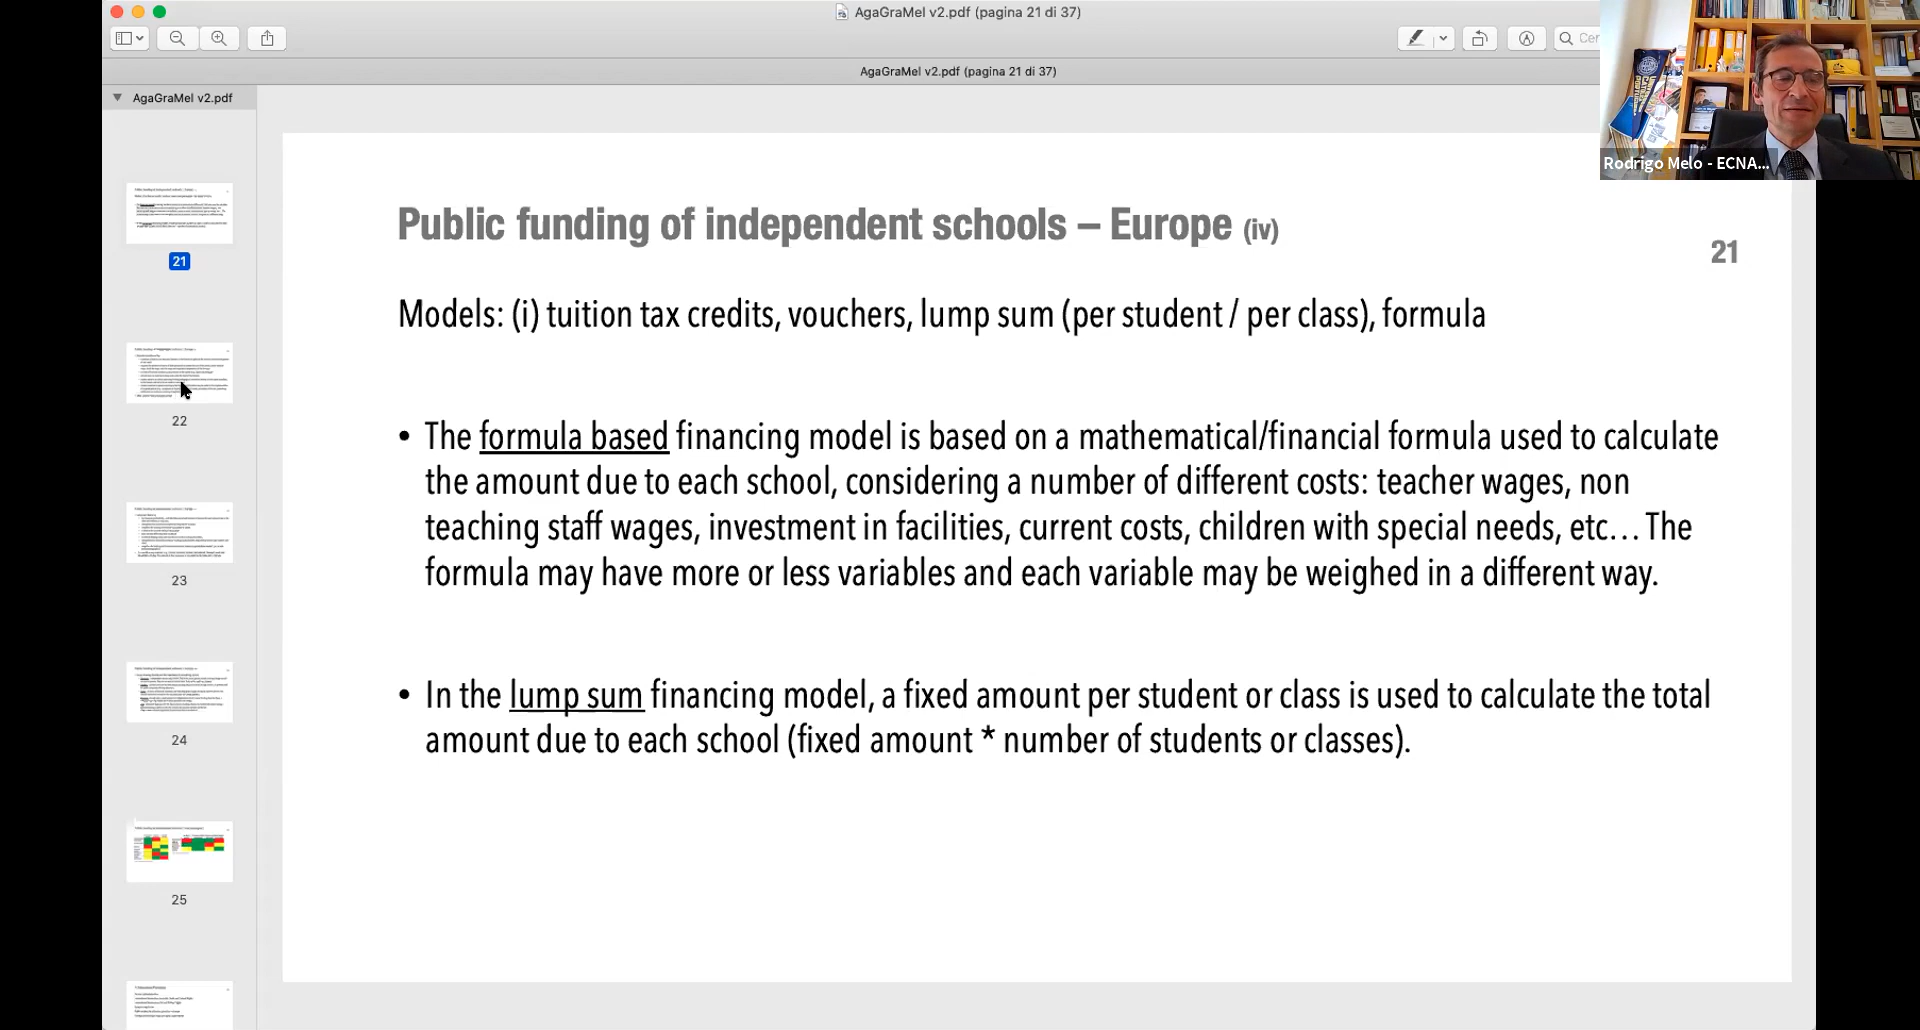 AgaGraMel v2.pdf (pagina 21 di 37)
Cer
AgaGraMel v2.pdf (pagina 21 di 37)
AgaGraMel v2.pdf
Rodrigo Melo - ECNA...
21
22
23
24
25
Public funding of independent schools – Europe (iv)
21
Models: (i) tuition tax credits, vouchers, lump sum (per student / per class), formula
• The formula based financing model is based on a mathematical/financial formula used to calculate
the amount due to each school, considering a number of different costs: teacher wages, non
teaching staff wages, investment in facilities, current costs, children with special needs, etc… The
formula may have more or less variables and each variable may be weighed in a different way.
• In the lump sum financing model, a fixed amount per student or class is used to calculate the total
amount due to each school (fixed amount * number of students or classes).